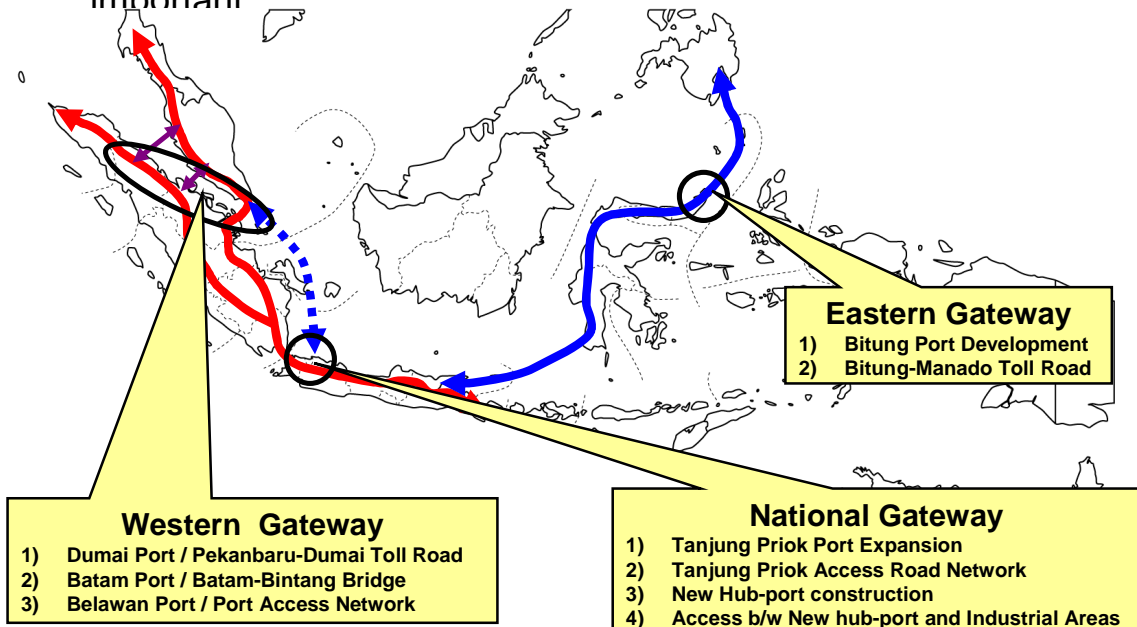 important
Eastern Gateway
1) Bitung Port Development
2) Bitung-Manado Toll Road
Western Gateway
1) Dumai Port / Pekanbaru-Dumai Toll Road
2) Batam Port / Batam-Bintang Bridge
3) Belawan Port / Port Access Network
National Gateway
1) Tanjung Priok Port Expansion
2) Tanjung Priok Access Road Network
3) New Hub-port construction
4) Access b/w New hub-port and Industrial Areas